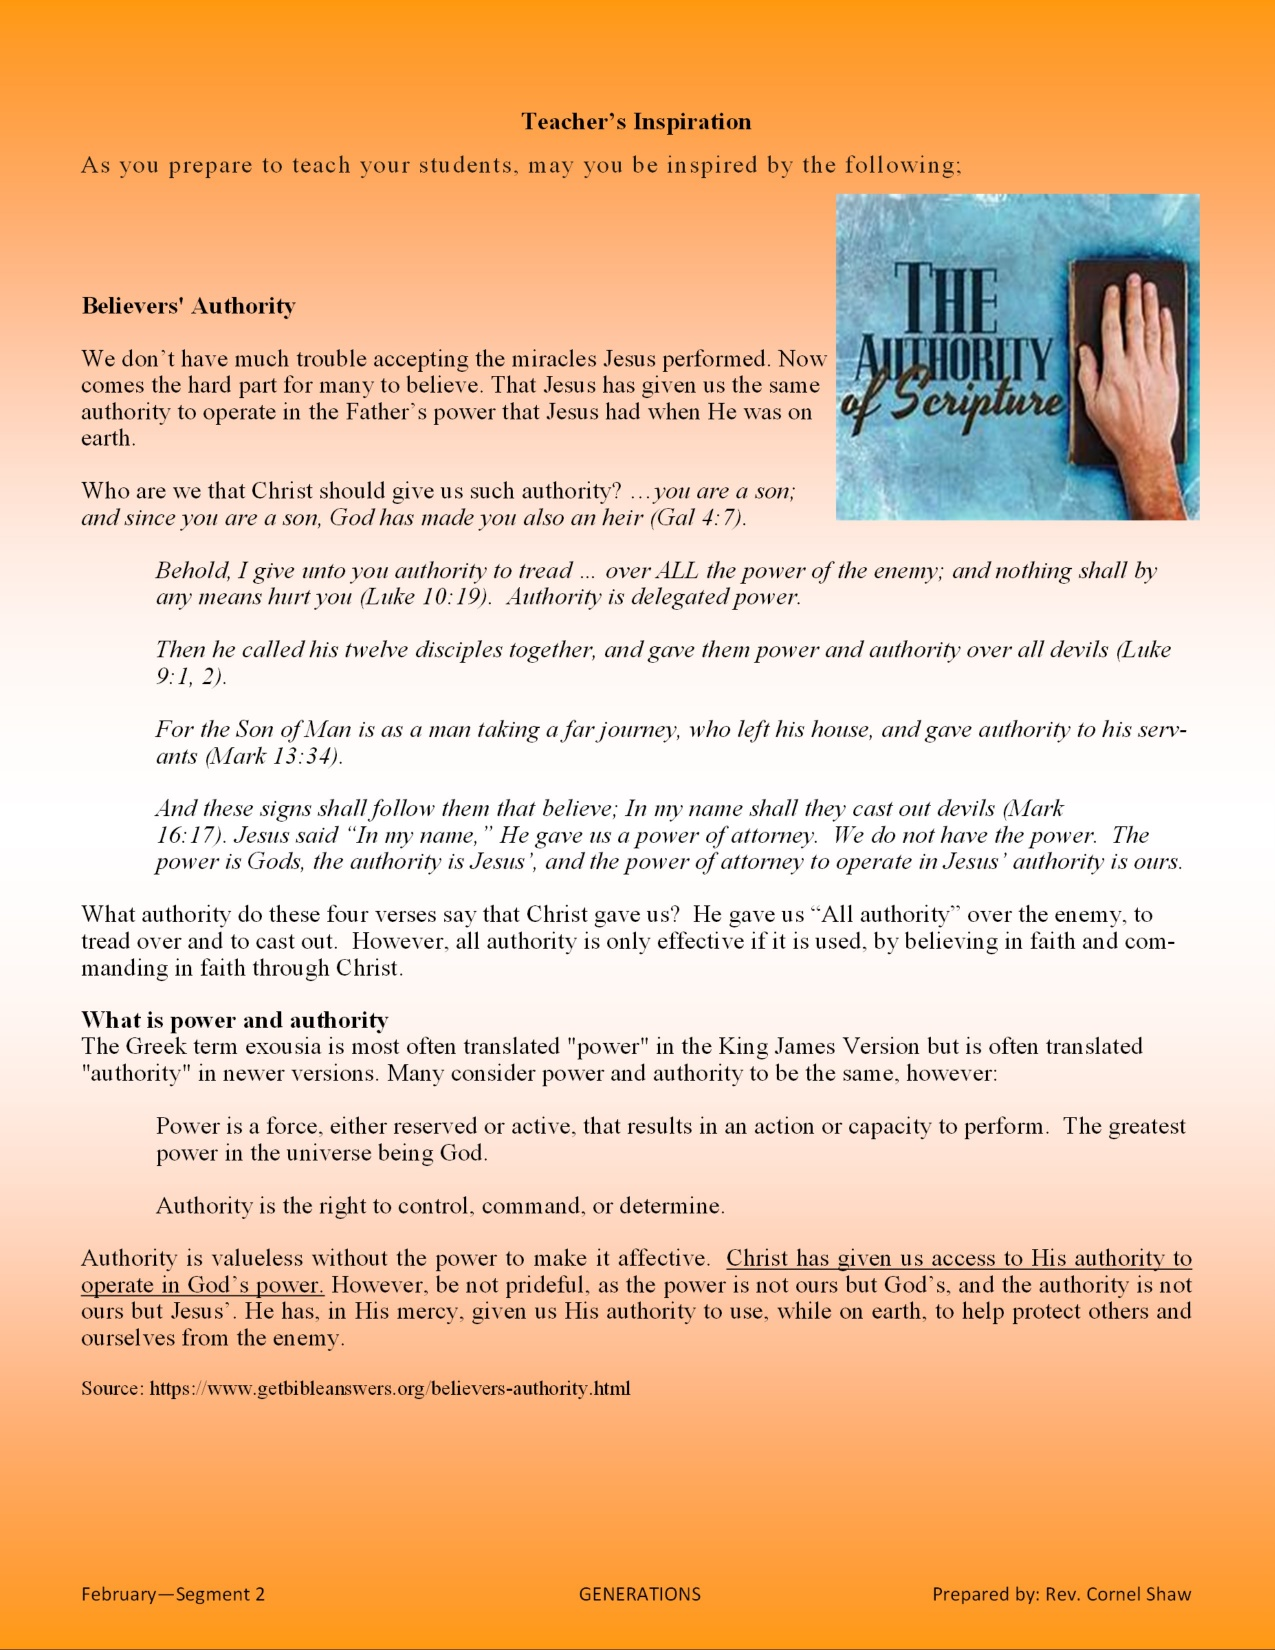 Teacher's Inspiration
As you prepare to teach your students, may you be inspired by the following;
THE
AUTHORITY
of Scripture
Believers' Authority
We don't have much trouble accepting the miracles Jesus performed. Now
comes the hard part for many to believe. That Jesus has given us the same
authority to operate in the Father's power that Jesus had when He was on
earth.
Who are we that Christ should give us such authority? …you are a son;
and since you are a son, God has made you also an heir (Gal 4:7).
Behold, I give unto you authority to tread ... over ALL the power of the enemy; and nothing shall by
any means hurt you (Luke 10:19).  Authority is delegated power.
Then he called his twelve disciples together, and gave them power and authority over all devils (Luke
9:1, 2).
For the Son of Man is as a man taking a far journey, who left his house, and gave authority to his serv-
ants (Mark 13:34).
And these signs shall follow them that believe; In my name shall they cast out devils (Mark
16:17). Jesus said “In my name,” He gave us a power of attorney.  We do not have the power.  The
power is Gods, the authority is Jesus’, and the power of attorney to operate in Jesus’ authority is ours.
What authority do these four verses say that Christ gave us?  He gave us “All authority” over the enemy, to
tread over and to cast out.  However, all authority is only effective if it is used, by believing in faith and com-
manding in faith through Christ.
What is power and authority
The Greek term exousia is most often translated "power" in the King James Version but is often translated
"authority" in newer versions. Many consider power and authority to be the same, however:
Power is a force, either reserved or active, that results in an action or capacity to perform.  The greatest
power in the universe being God.
Authority is the right to control, command, or determine.
Authority is valueless without the power to make it affective.  Christ has given us access to His authority to
operate in God’s power. However, be not prideful, as the power is not ours but God’s, and the authority is not
ours but Jesus’. He has, in His mercy, given us His authority to use, while on earth, to help protect others and
ourselves from the enemy.
Source: https://www.getbibleanswers.org/believers-authority.html
February—Segment 2 GENERATIONS Prepared by: Rev. Cornel Shaw